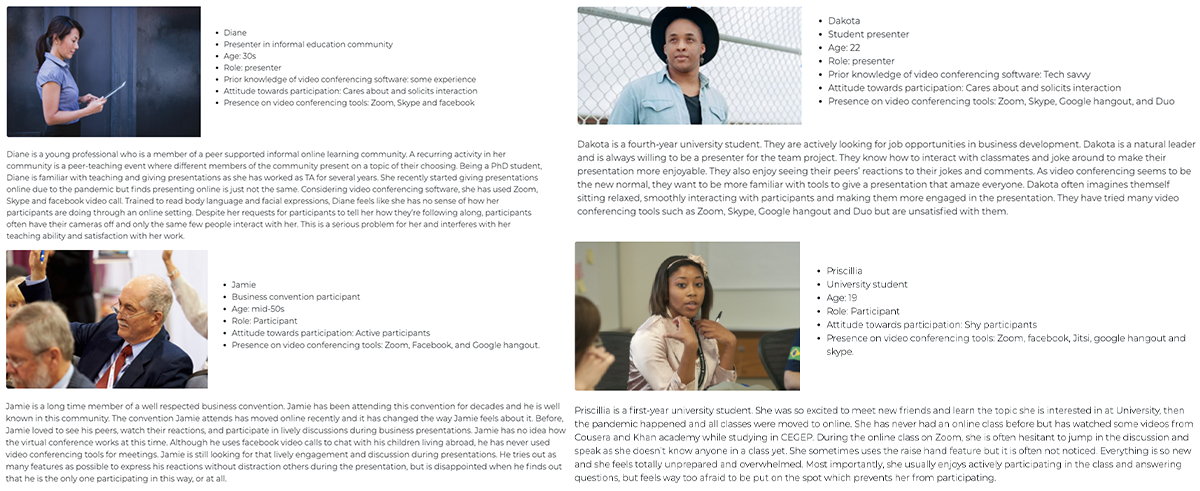 Diane
Presenter in informal education community
Age: 30s
Role: presenter
Prior knowledge of video conferencing software: some experience
Attitude towards participation: Cares about and solicits interaction
Presence on video conferencing tools: Zoom, Skype and facebook
Diane is a young professional who is a member of a peer supported informal online learning community. A recurring activity in her
community is a peer-teaching event where different members of the community present on a topic of their choosing. Being a PhD student,
Diane is familiar with teaching and giving presentations as she has worked as TA for several years. She recently started giving presentations
online due to the pandemic but finds presenting online is just not the same. Considering video conferencing software, she has used Zoom,
Skype and facebook video call. Trained to read body language and facial expressions, Diane feels like she has no sense of how her
participants are doing through an online setting. Despite her requests for participants to tell her how they're following along, participants
often have their cameras off and only the same few people interact with her. This is a serious problem for her and interferes with her
teaching ability and satisfaction with her work.
Dakota
Student presenter
Age: 22
Role: presenter
Prior knowledge of video conferencing software: Tech savvy
Attitude towards participation: Cares about and solicits interaction
Presence on video conferencing tools: Zoom, Skype, Google hangout, and Duo
Dakota is a fourth-year university student. They are actively looking for job opportunities in business development. Dakota is a natural leader
and is always willing to be a presenter for the team project. They know how to interact with classmates and joke around to make their
presentation more enjoyable. They also enjoy seeing their peers' reactions to their jokes and comments. As video conferencing seems to be
the new normal, they want to be more familiar with tools to give a presentation that amaze everyone. Dakota often imagines themself
sitting relaxed, smoothly interacting with participants and making them more engaged in the presentation. They have tried many video
conferencing tools such as Zoom, Skype, Google hangout and Duo but are unsatisfied with them.
Jamie
Business convention participant
Age: mid-50s
Role: Participant
Attitude towards participation: Active participants
Presence on video conferencing tools: Zoom, Facebook, and Google hangout.
Jamie is a long time member of a well respected business convention. Jamie has been attending this convention for decades and he is well
known in this community. The convention Jamie attends has moved online recently and it has changed the way Jamie feels about it. Before,
Jamie loved to see his peers, watch their reactions, and participate in lively discussions during business presentations. Jamie has no idea how
the virtual conference works at this time. Although he uses facebook video calls to chat with his children living abroad, he has never used
video conferencing tools for meetings. Jamie is still looking for that lively engagement and discussion during presentations. He tries out as
many features as possible to express his reactions without distraction others during the presentation, but is disappointed when he finds out
that he is the only one participating in this way, or at all.
Priscillia
University student
Age: 19
Role: Participant
Attitude towards participation: Shy participants
Presence on video conferencing tools: Zoom, facebook, Jitsi, google hangout and
skype.
Priscillia is a first-year university student. She was so excited to meet new friends and learn the topic she is interested in at University, then
the pandemic happened and all classes were moved to online. She has never had an online class before but has watched some videos from
Cousera and Khan academy while studying in CEGEP. During the online class on Zoom, she is often hesitant to jump in the discussion and
speak as she doesn't know anyone in a class yet. She sometimes uses the raise hand feature but it is often not noticed. Everything is so new
and she feels totally unprepared and overwhelmed. Most importantly, she usually enjoys actively participating in the class and answering
questions, but feels way too afraid to be put on the spot which prevents her from participating.